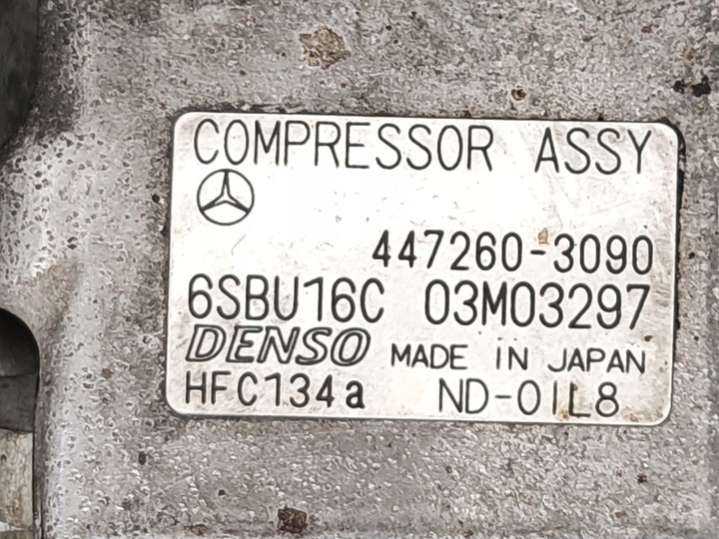 COMPRESSOR ASSY
447260-3090
6SBU16C 03M03297
DENSO MADE IN JAPAN
HFC134a ND-OIL8